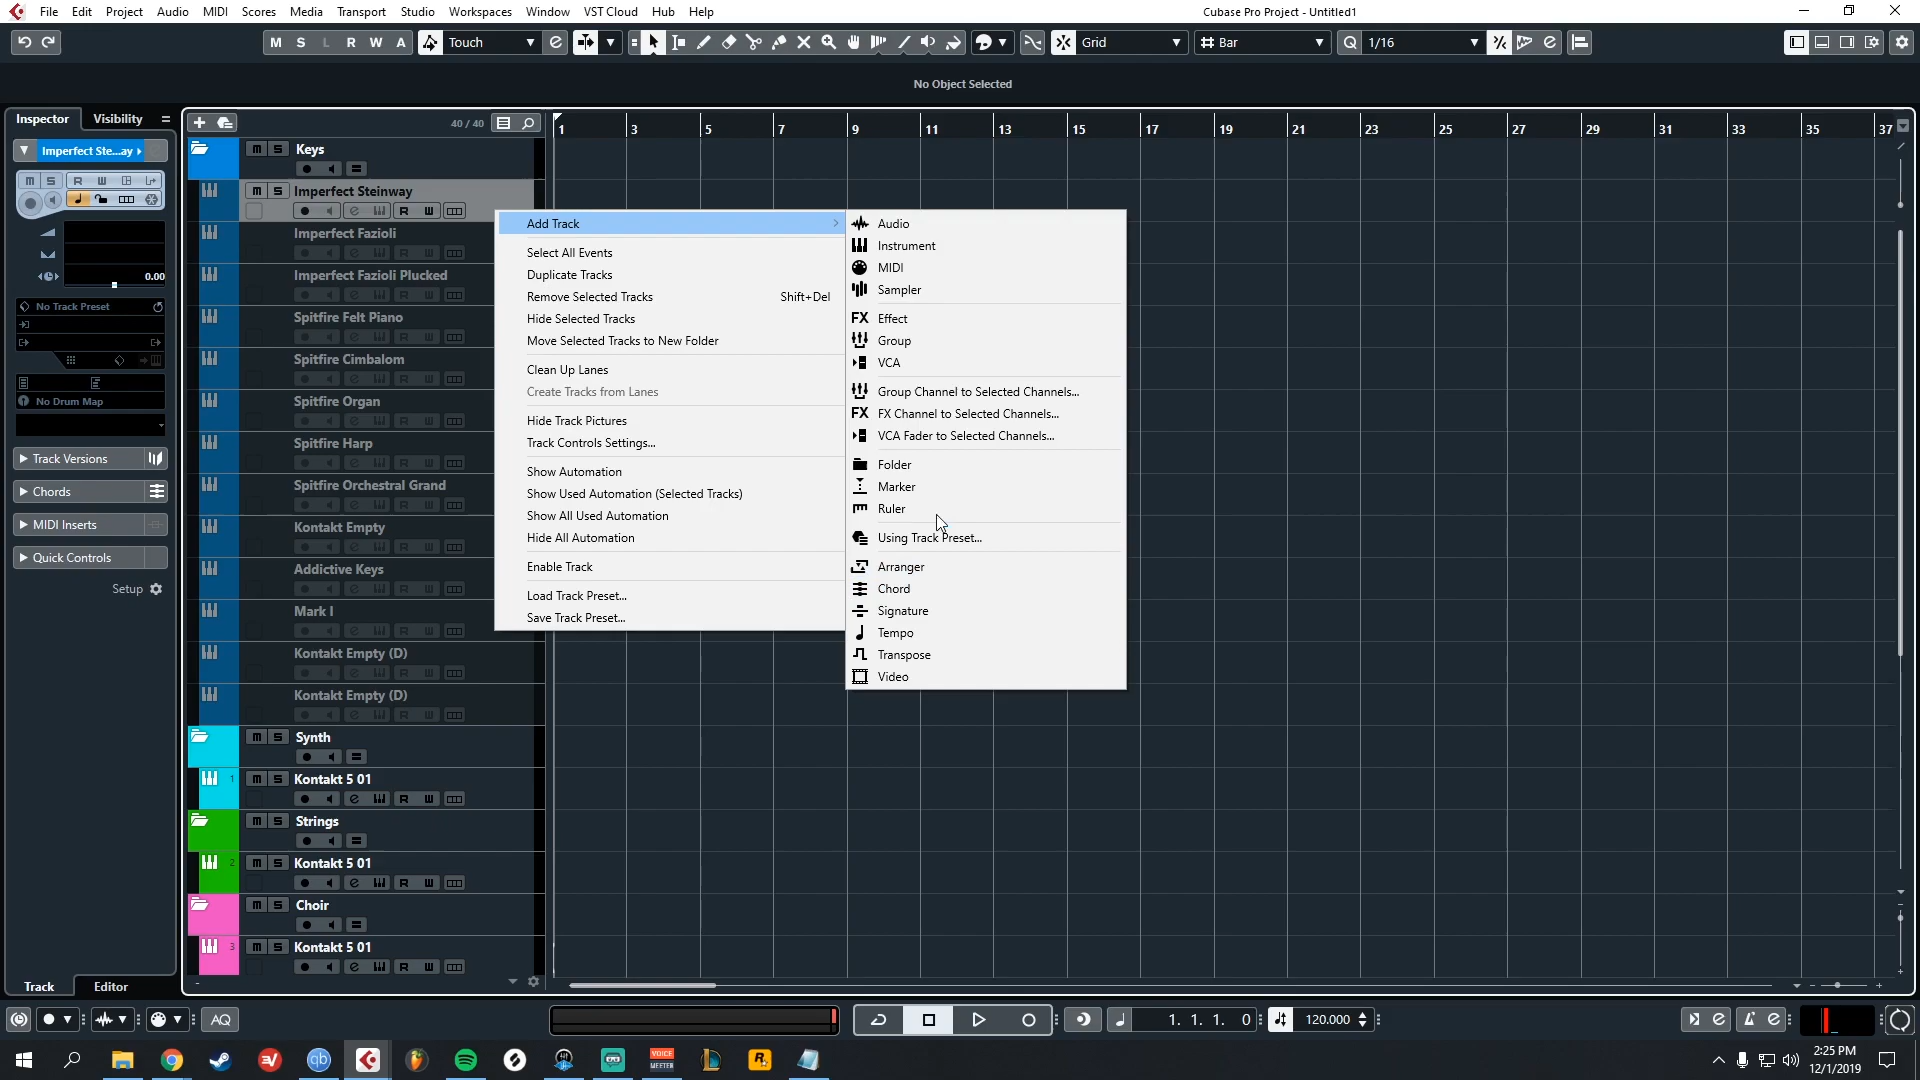 File Edit Project Audio MIDI Scores Media Transport Studio Workspaces Window VST Cloud Hub Help Cubase Pro Project - Untitled1
M S L R W A Touch Grid Bar Q 1/16
No Object Selected
Inspector Visibility 40 / 40 1 3 5 7 9 11 13 15 17 19 21 23 25 27 29 31 33 35 37
Imperfect Ste...ay
m S Keys
m S Imperfect Steinway
R W
Imperfect Fazioli
Imperfect Fazioli Plucked
0.00
No Track Preset
Spitfire Felt Piano
Spitfire Cimbalom
Spitfire Organ
No Drum Map
Spitfire Harp
Track Versions
Spitfire Orchestral Grand
Chords
Kontakt Empty
MIDI Inserts
Quick Controls
Addictive Keys
Setup
Mark I
Kontakt Empty (D)
Kontakt Empty (D)
m S Synth
1 m S Kontakt 5 01
m S Strings
2 m S Kontakt 5 01
m S Choir
3 m S Kontakt 5 01
Add Track
Select All Events
Duplicate Tracks
Remove Selected Tracks Shift+Del
Hide Selected Tracks
Move Selected Tracks to New Folder
Clean Up Lanes
Create Tracks from Lanes
Hide Track Pictures
Track Controls Settings...
Show Automation
Show Used Automation (Selected Tracks)
Show All Used Automation
Hide All Automation
Enable Track
Load Track Preset...
Save Track Preset...
Audio
Instrument
MIDI
Sampler
FX Effect
Group
VCA
Group Channel to Selected Channels...
FX FX Channel to Selected Channels...
VCA Fader to Selected Channels...
Folder
Marker
Ruler
Using Track Preset...
Arranger
Chord
Signature
Tempo
Transpose
Video
Track Editor
AQ 1. 1. 1. 0 120.000
2:25 PM
12/1/2019
qb VOICE MEETER R